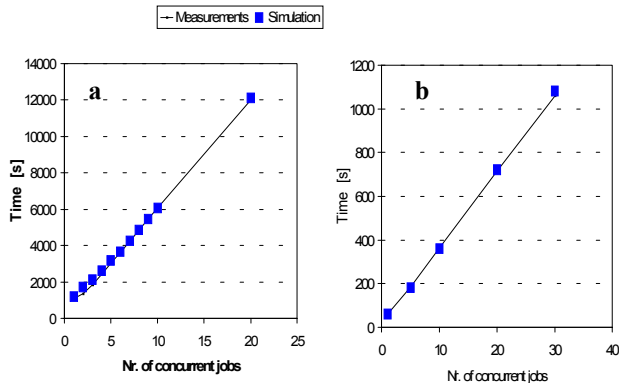 Measurements Simulation
a
14000
12000
10000
8000
6000
4000
2000
0
Time [s]
0 5 10 15 20 25
Nr. of concurrent jobs
b
1200
1000
800
600
400
200
0
Time [s]
0 10 20 30 40
Nr. of concurrent jobs